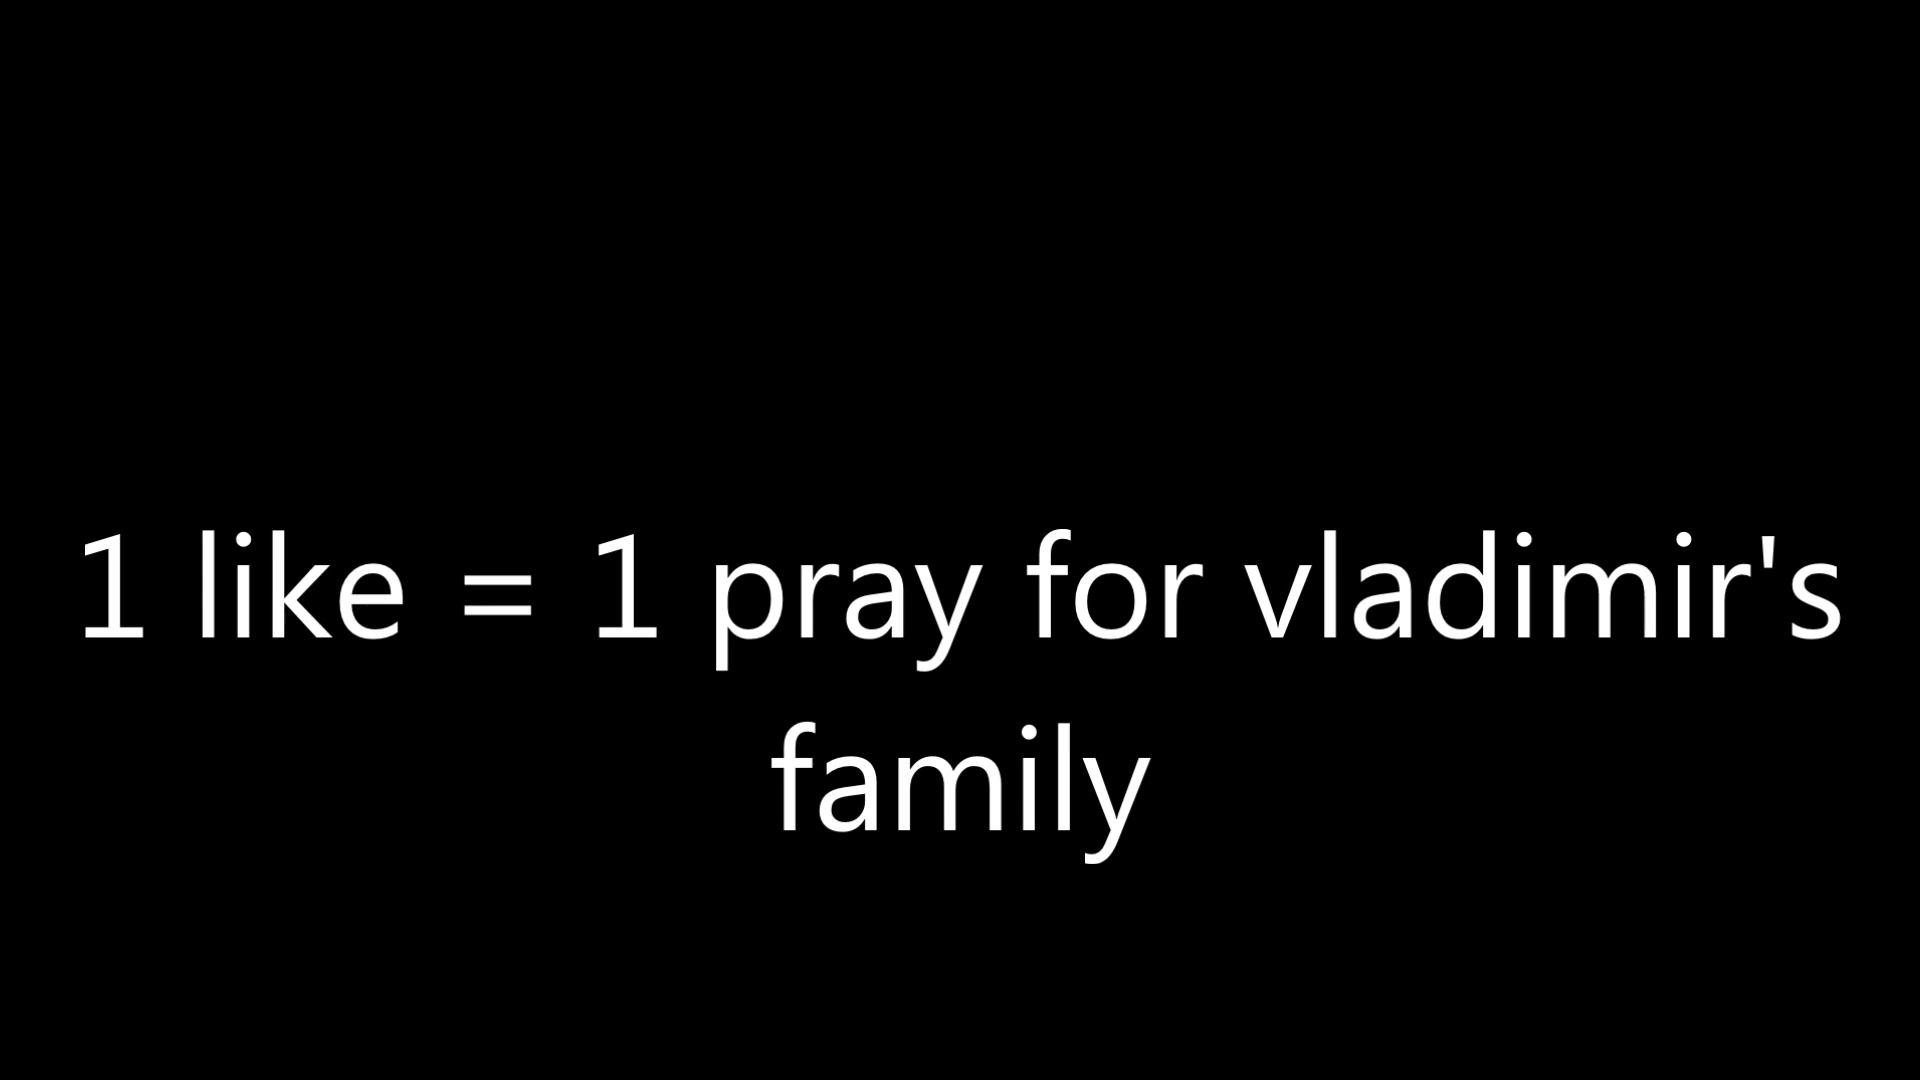 1 like = 1 pray for vladimir's
family